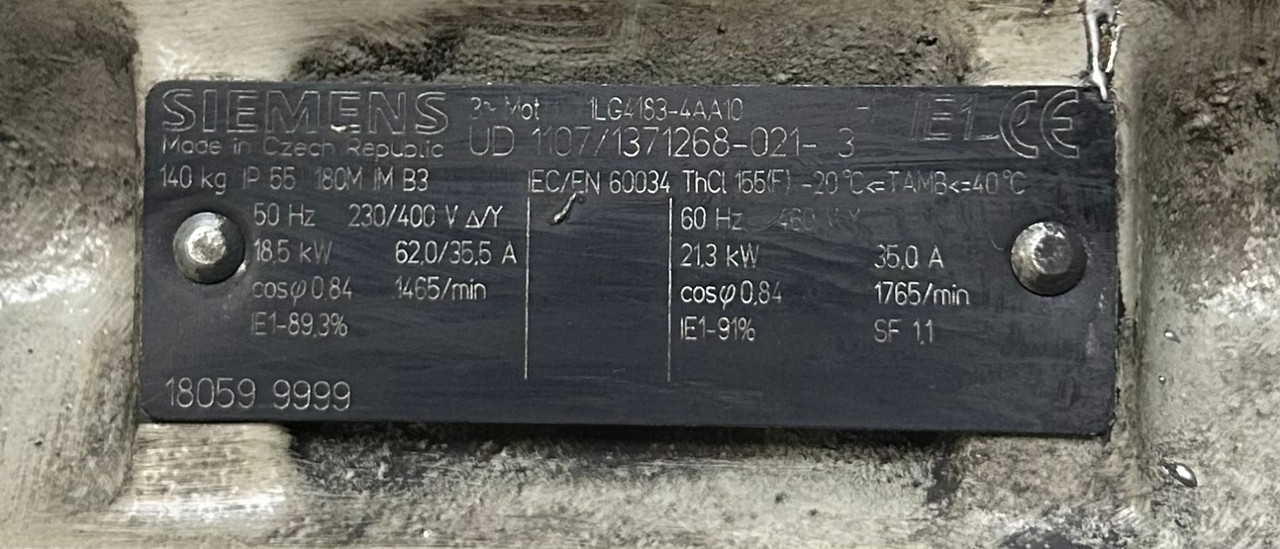 SIEMENS 3~ Mot 1LG4183-4AA10 IE1 CE
Made in Czech Republic UD 1107/1371268-021- 3
140 kg IP 55 180M IM B3 IEC/EN 60034 ThCl 155(F) -20°C<=TAMB<=40°C
50 Hz 230/400 V Δ/Y 60 Hz 460 V Y
18,5 kW 62,0/35,5 A 21,3 kW 35,0 A
cosφ 0,84 1465/min cosφ 0,84 1765/min
IE1-89,3% IE1-91% SF 1,1
18059 9999